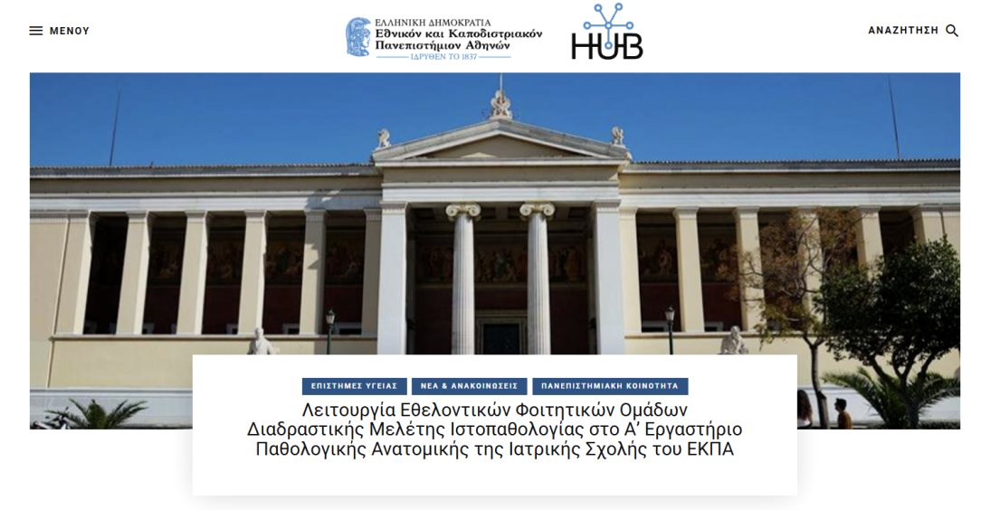 ΜΕΝΟΥ
ΕΛΛΗΝΙΚΗ ΔΗΜΟΚΡΑΤΙΑ
Εθνικόν και Καποδιστριακόν
Πανεπιστήμιον Αθηνών
ΙΔΡΥΘΕΝ ΤΟ 1837
HUB
ΑΝΑΖΗΤΗΣΗ
ΕΠΙΣΤΗΜΕΣ ΥΓΕΙΑΣ ΝΕΑ & ΑΝΑΚΟΙΝΩΣΕΙΣ ΠΑΝΕΠΙΣΤΗΜΙΑΚΗ ΚΟΙΝΟΤΗΤΑ
Λειτουργία Εθελοντικών Φοιτητικών Ομάδων
Διαδραστικής Μελέτης Ιστοπαθολογίας στο Α’ Εργαστήριο
Παθολογικής Ανατομικής της Ιατρικής Σχολής του ΕΚΠΑ